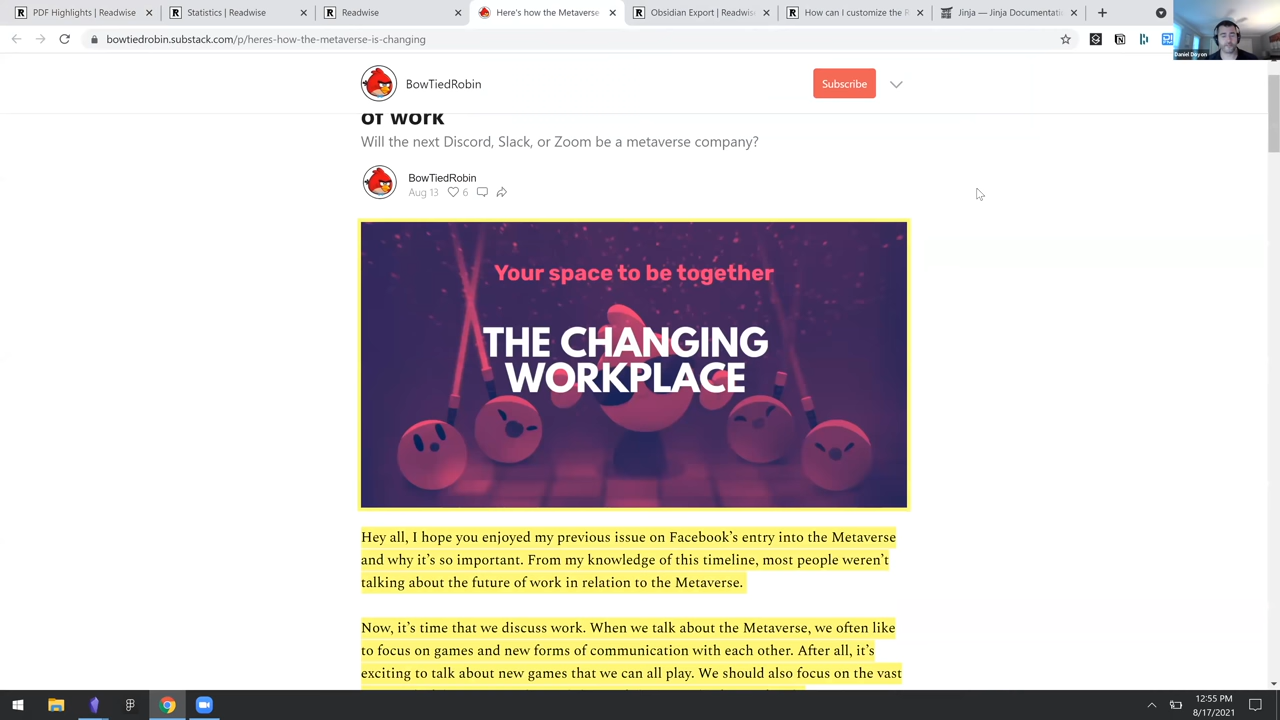 PDF Highlights | Readwise
Statistics | Readwise
Readwise
Here's how the Metaverse
Obsidian Export | Readwis
How can I customize the P
Jinja — Jinja Documentati
bowtiedrobin.substack.com/p/heres-how-the-metaverse-is-changing
Daniel Doyon
BowTiedRobin
Subscribe
of work
Will the next Discord, Slack, or Zoom be a metaverse company?
BowTiedRobin
Aug 13
6
Your space to be together
THE CHANGING
WORKPLACE
Hey all, I hope you enjoyed my previous issue on Facebook’s entry into the Metaverse
and why it’s so important. From my knowledge of this timeline, most people weren’t
talking about the future of work in relation to the Metaverse.
Now, it’s time that we discuss work. When we talk about the Metaverse, we often like
to focus on games and new forms of communication with each other. After all, it’s
exciting to talk about new games that we can all play. We should also focus on the vast
12:55 PM
8/17/2021